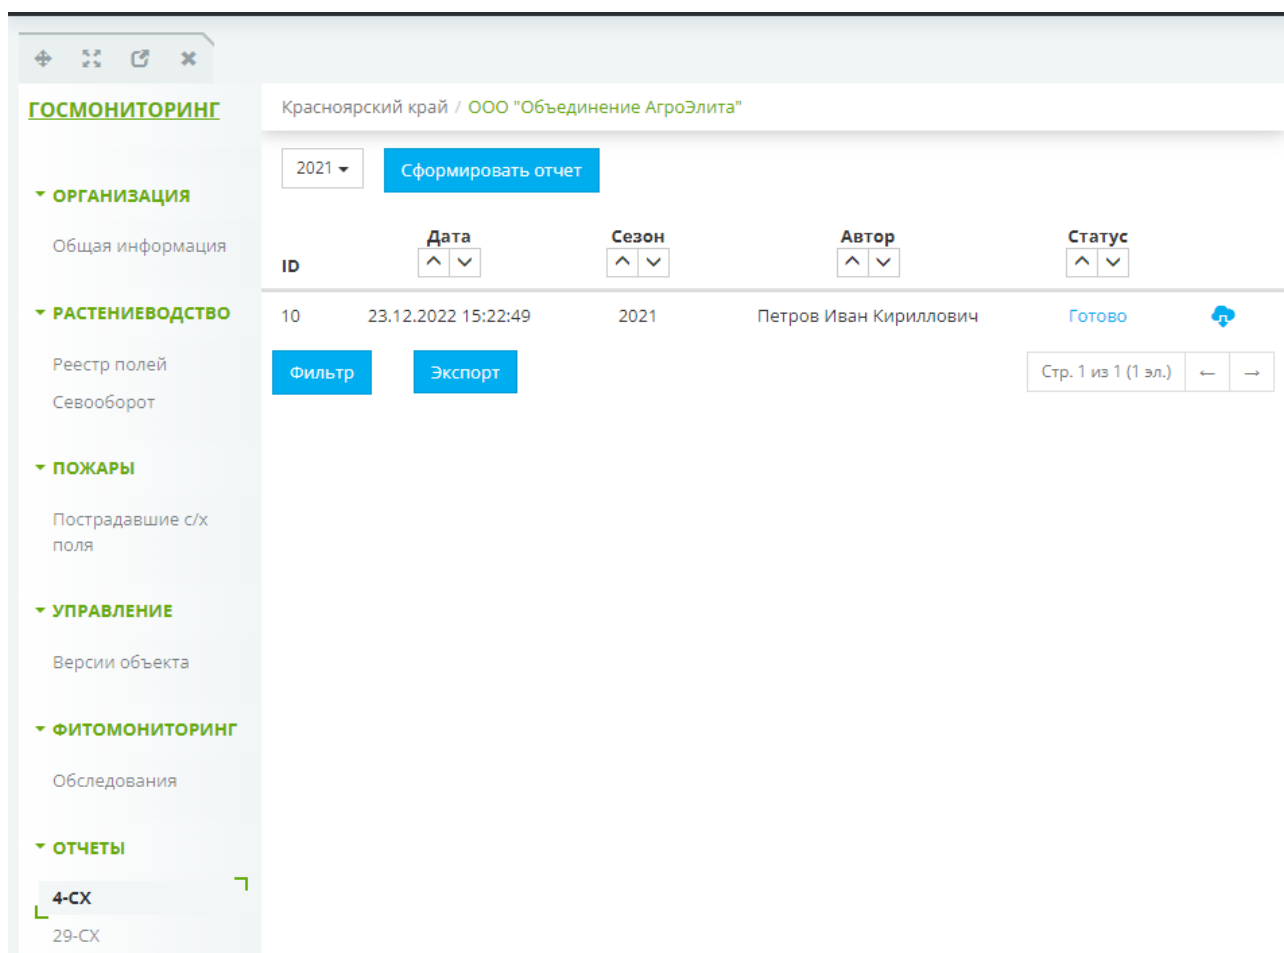 ГОСМОНИТОРИНГ
Красноярский край / ООО "Объединение АгроЭлита"
2021
Сформировать отчет
ОРГАНИЗАЦИЯ
Общая информация
РАСТЕНИЕВОДСТВО
Реестр полей
Севооборот
ПОЖАРЫ
Пострадавшие с/х
поля
УПРАВЛЕНИЕ
Версии объекта
ФИТОМОНИТОРИНГ
Обследования
ОТЧЕТЫ
4-СХ
29-СХ
ID Дата Сезон Автор Статус
10 23.12.2022 15:22:49 2021 Петров Иван Кириллович Готово
Фильтр
Экспорт
Стр. 1 из 1 (1 эл.) ← →